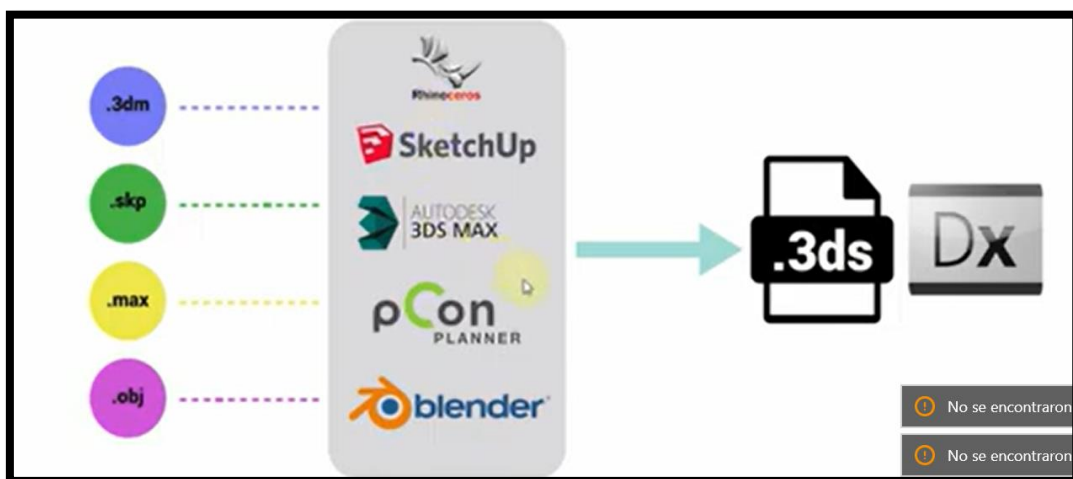 .3dm
.skp
.max
.obj
Rhinoceros
SketchUp
AUTODESK
3DS MAX
pCon
PLANNER
blender
.3ds
Dx
No se encontraron
No se encontraron